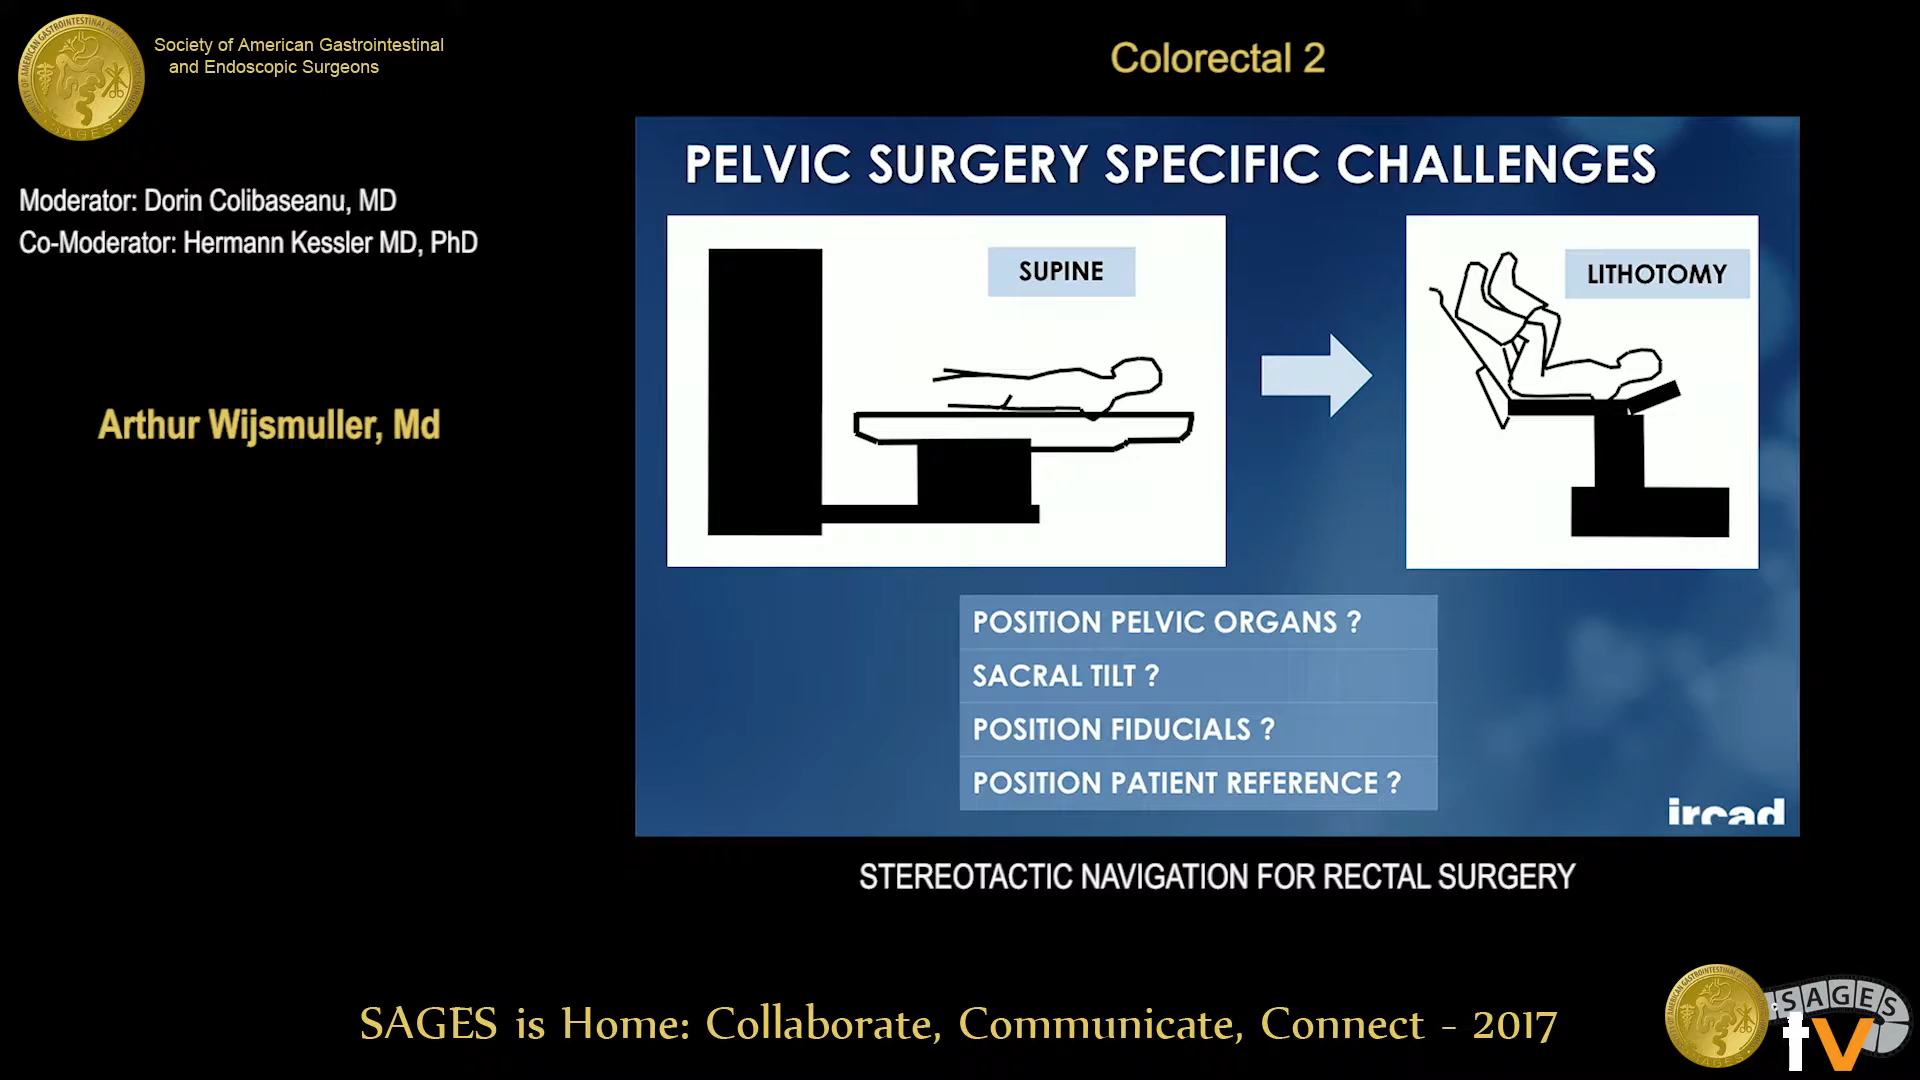 Society of American Gastrointestinal
and Endoscopic Surgeons
Colorectal 2
Moderator: Dorin Colibaseanu, MD
Co-Moderator: Hermann Kessler MD, PhD
Arthur Wijsmuller, Md
PELVIC SURGERY SPECIFIC CHALLENGES
SUPINE
LITHOTOMY
POSITION PELVIC ORGANS ?
SACRAL TILT ?
POSITION FIDUCIALS ?
POSITION PATIENT REFERENCE ?
ircad
STEREOTACTIC NAVIGATION FOR RECTAL SURGERY
SAGES is Home: Collaborate, Communicate, Connect - 2017
SAGES
tv